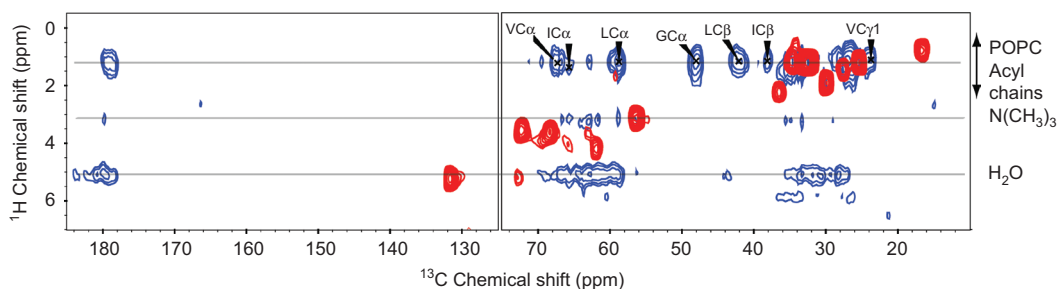 VCα ICα LCα GCα LCβ ICβ VCγ1
¹H Chemical shift (ppm)
0
2
4
6
POPC
Acyl
chains
N(CH₃)₃
H₂O
180 170 160 150 140 130 70 60 50 40 30 20
¹³C Chemical shift (ppm)